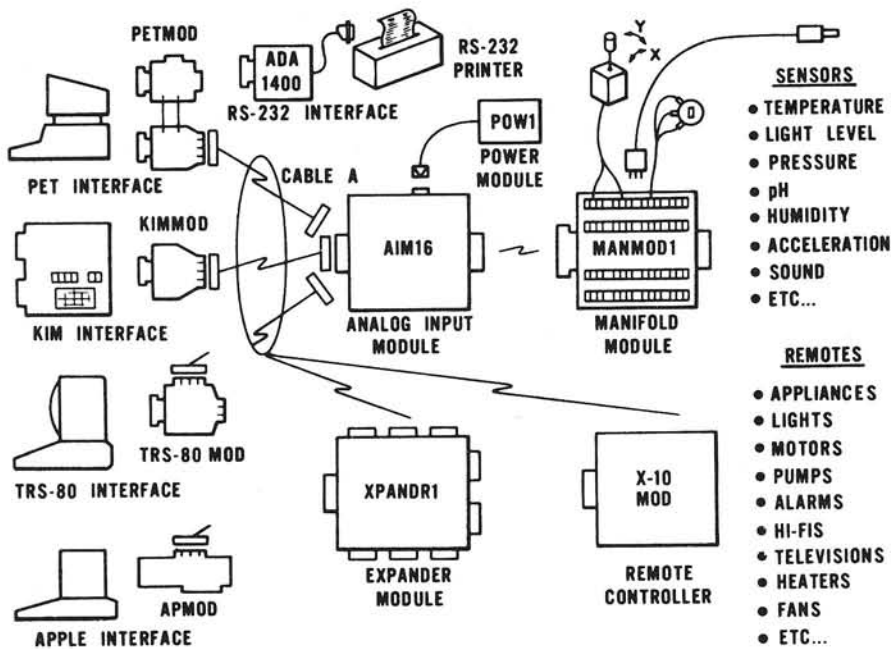 PETMOD
PET INTERFACE
ADA
1400
RS-232 INTERFACE
RS-232
PRINTER
CABLE A
POW1
POWER
MODULE
Y
X
KIMMOD
KIM INTERFACE
AIM16
ANALOG INPUT
MODULE
MANMOD1
MANIFOLD
MODULE
TRS-80 MOD
TRS-80 INTERFACE
APMOD
APPLE INTERFACE
XPANDR1
EXPANDER
MODULE
X-10
MOD
REMOTE
CONTROLLER
SENSORS
• TEMPERATURE
• LIGHT LEVEL
• PRESSURE
• pH
• HUMIDITY
• ACCELERATION
• SOUND
• ETC...
REMOTES
• APPLIANCES
• LIGHTS
• MOTORS
• PUMPS
• ALARMS
• HI-FIS
• TELEVISIONS
• HEATERS
• FANS
• ETC...